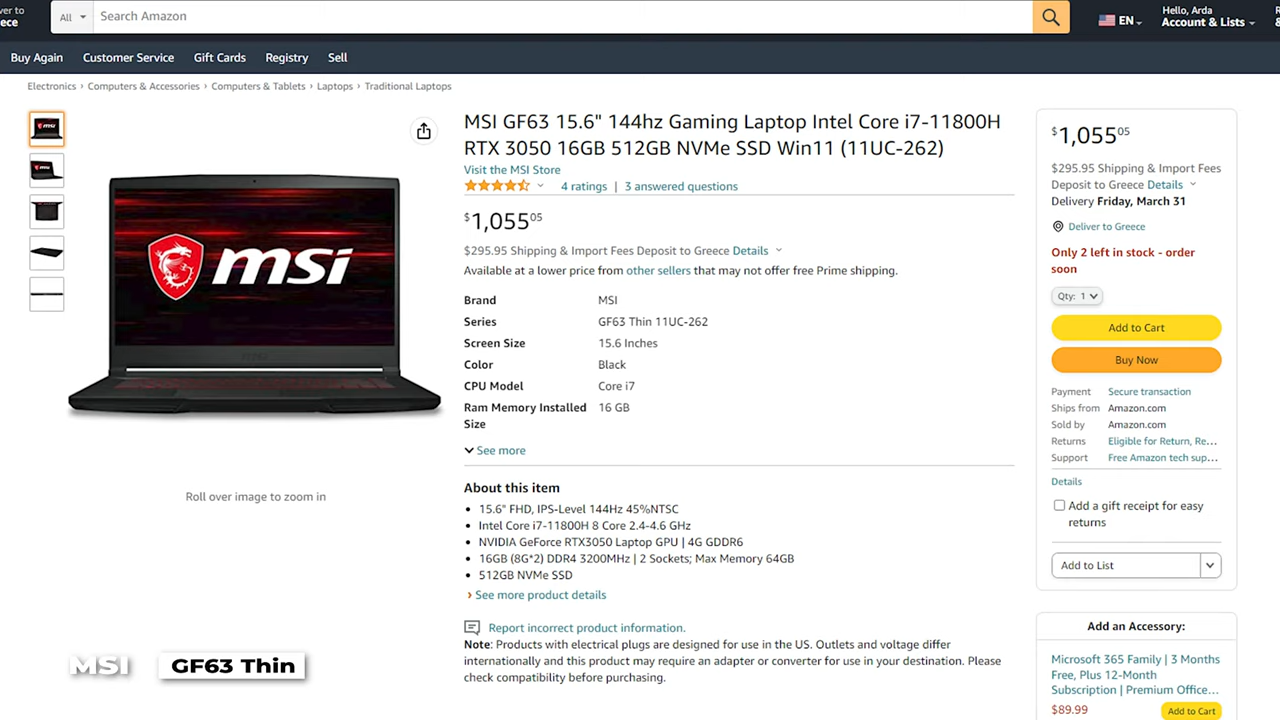 ver to
ece
All
Search Amazon
EN
Hello, Arda
Account & Lists
R
&
Buy Again
Customer Service
Gift Cards
Registry
Sell
Electronics › Computers & Accessories › Computers & Tablets › Laptops › Traditional Laptops
MSI GF63 15.6" 144hz Gaming Laptop Intel Core i7-11800H
RTX 3050 16GB 512GB NVMe SSD Win11 (11UC-262)
Visit the MSI Store
4 ratings | 3 answered questions
$1,05505
$295.95 Shipping & Import Fees Deposit to Greece Details
Available at a lower price from other sellers that may not offer free Prime shipping.
Brand MSI
Series GF63 Thin 11UC-262
Screen Size 15.6 Inches
Color Black
CPU Model Core i7
Ram Memory Installed 16 GB
Size
See more
About this item
• 15.6" FHD, IPS-Level 144Hz 45%NTSC
• Intel Core i7-11800H 8 Core 2.4-4.6 GHz
• NVIDIA GeForce RTX3050 Laptop GPU | 4G GDDR6
• 16GB (8G*2) DDR4 3200MHz | 2 Sockets; Max Memory 64GB
• 512GB NVMe SSD
› See more product details
Report incorrect product information.
Note: Products with electrical plugs are designed for use in the US. Outlets and voltage differ
internationally and this product may require an adapter or converter for use in your destination. Please
check compatibility before purchasing.
msi
Roll over image to zoom in
MSI
GF63 Thin
$1,05505
$295.95 Shipping & Import Fees
Deposit to Greece Details
Delivery Friday, March 31
Deliver to Greece
Only 2 left in stock - order
soon
Qty: 1
Add to Cart
Buy Now
Payment Secure transaction
Ships from Amazon.com
Sold by Amazon.com
Returns Eligible for Return, Re...
Support Free Amazon tech sup...
Details
Add a gift receipt for easy
returns
Add to List
Add an Accessory:
Microsoft 365 Family | 3 Months
Free, Plus 12-Month
Subscription | Premium Office...
$89.99
Add to Cart